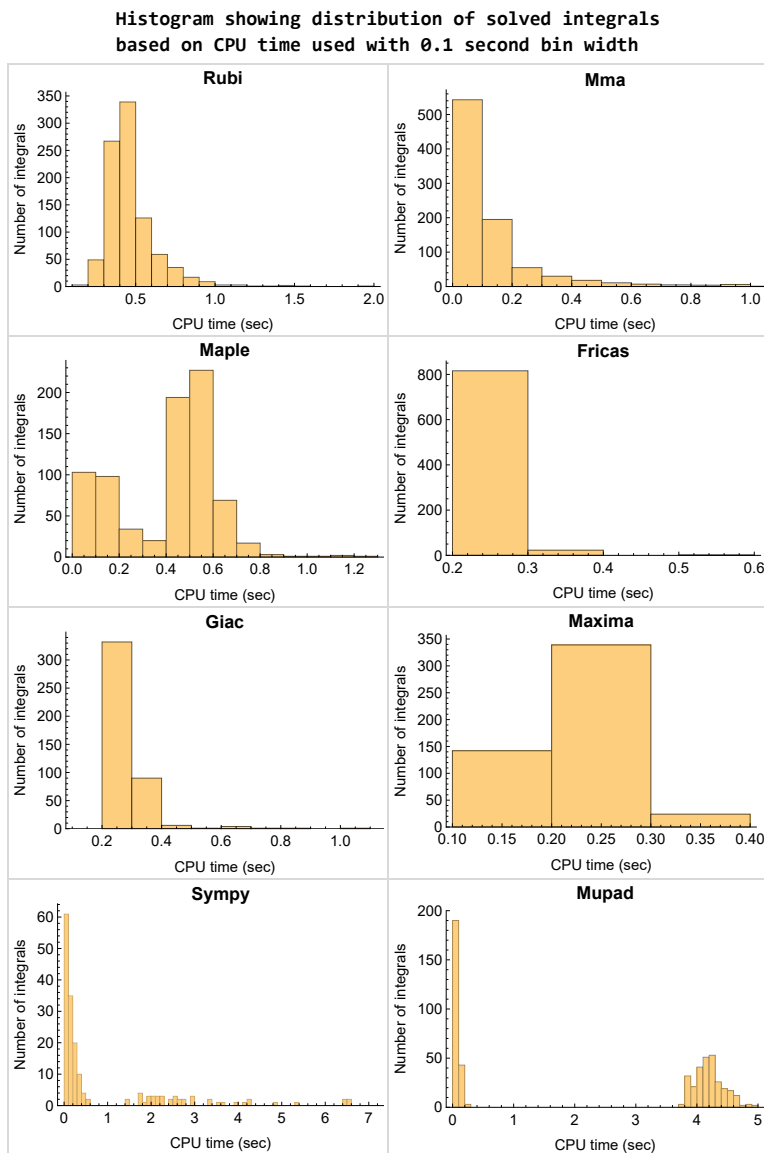 Histogram showing distribution of solved integrals
based on CPU time used with 0.1 second bin width
Rubi
Number of integrals
350
300
250
200
150
100
50
0
0.5 1.0 1.5 2.0
CPU time (sec)
Mma
Number of integrals
500
400
300
200
100
0
0.0 0.2 0.4 0.6 0.8 1.0
CPU time (sec)
Maple
Number of integrals
200
150
100
50
0
0.0 0.2 0.4 0.6 0.8 1.0 1.2
CPU time (sec)
Fricas
Number of integrals
800
600
400
200
0
0.2 0.3 0.4 0.5 0.6
CPU time (sec)
Giac
Number of integrals
300
250
200
150
100
50
0
0.2 0.4 0.6 0.8 1.0
CPU time (sec)
Maxima
Number of integrals
350
300
250
200
150
100
50
0
0.10 0.15 0.20 0.25 0.30 0.35 0.40
CPU time (sec)
Sympy
Number of integrals
60
50
40
30
20
10
0
0 1 2 3 4 5 6 7
CPU time (sec)
Mupad
Number of integrals
200
150
100
50
0
0 1 2 3 4 5
CPU time (sec)